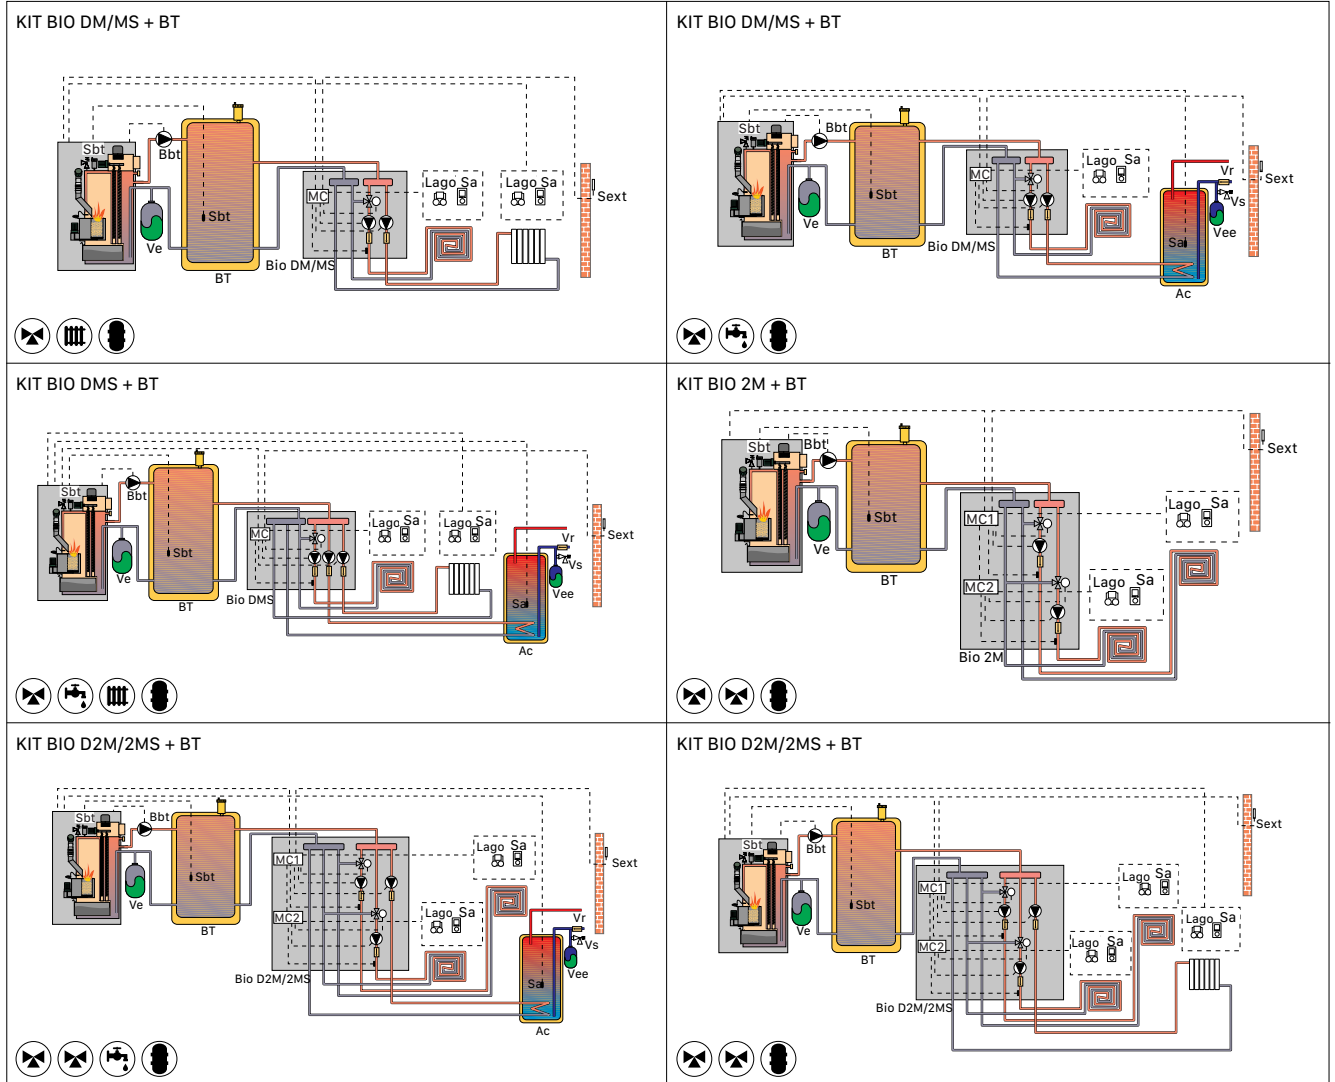 KIT BIO DM/MS + BT
Sbt
Bbt
Lago Sa
Lago Sa
MC
Sext
Sbt
Ve
Bio DM/MS
BT
KIT BIO DM/MS + BT
Sbt
Bbt
Lago Sa
MC
Vr
Sext
Sbt
Vs
Ve
Vee
Bio DM/MS
Sa
BT
Ac
KIT BIO DMS + BT
Sbt
Bbt
Lago Sa
Lago Sa
MC
Vr
Sext
Sbt
Vs
Ve
Vee
BT
Bio DMS
Sa
Ac
KIT BIO 2M + BT
Sbt
Bbt
Sext
Lago Sa
MC1
Sbt
Ve
BT
MC2
Lago Sa
Bio 2M
KIT BIO D2M/2MS + BT
Sbt
Bbt
Lago Sa
Sext
MC1
Sbt
Ve
MC2
Lago Sa
Vr
BT
Vs
Bio D2M/2MS
Vee
Sa
Ac
KIT BIO D2M/2MS + BT
Sbt
Bbt
Sext
Lago Sa
MC1
Sbt
Ve
Lago Sa
MC2
Lago Sa
BT
Bio D2M/2MS